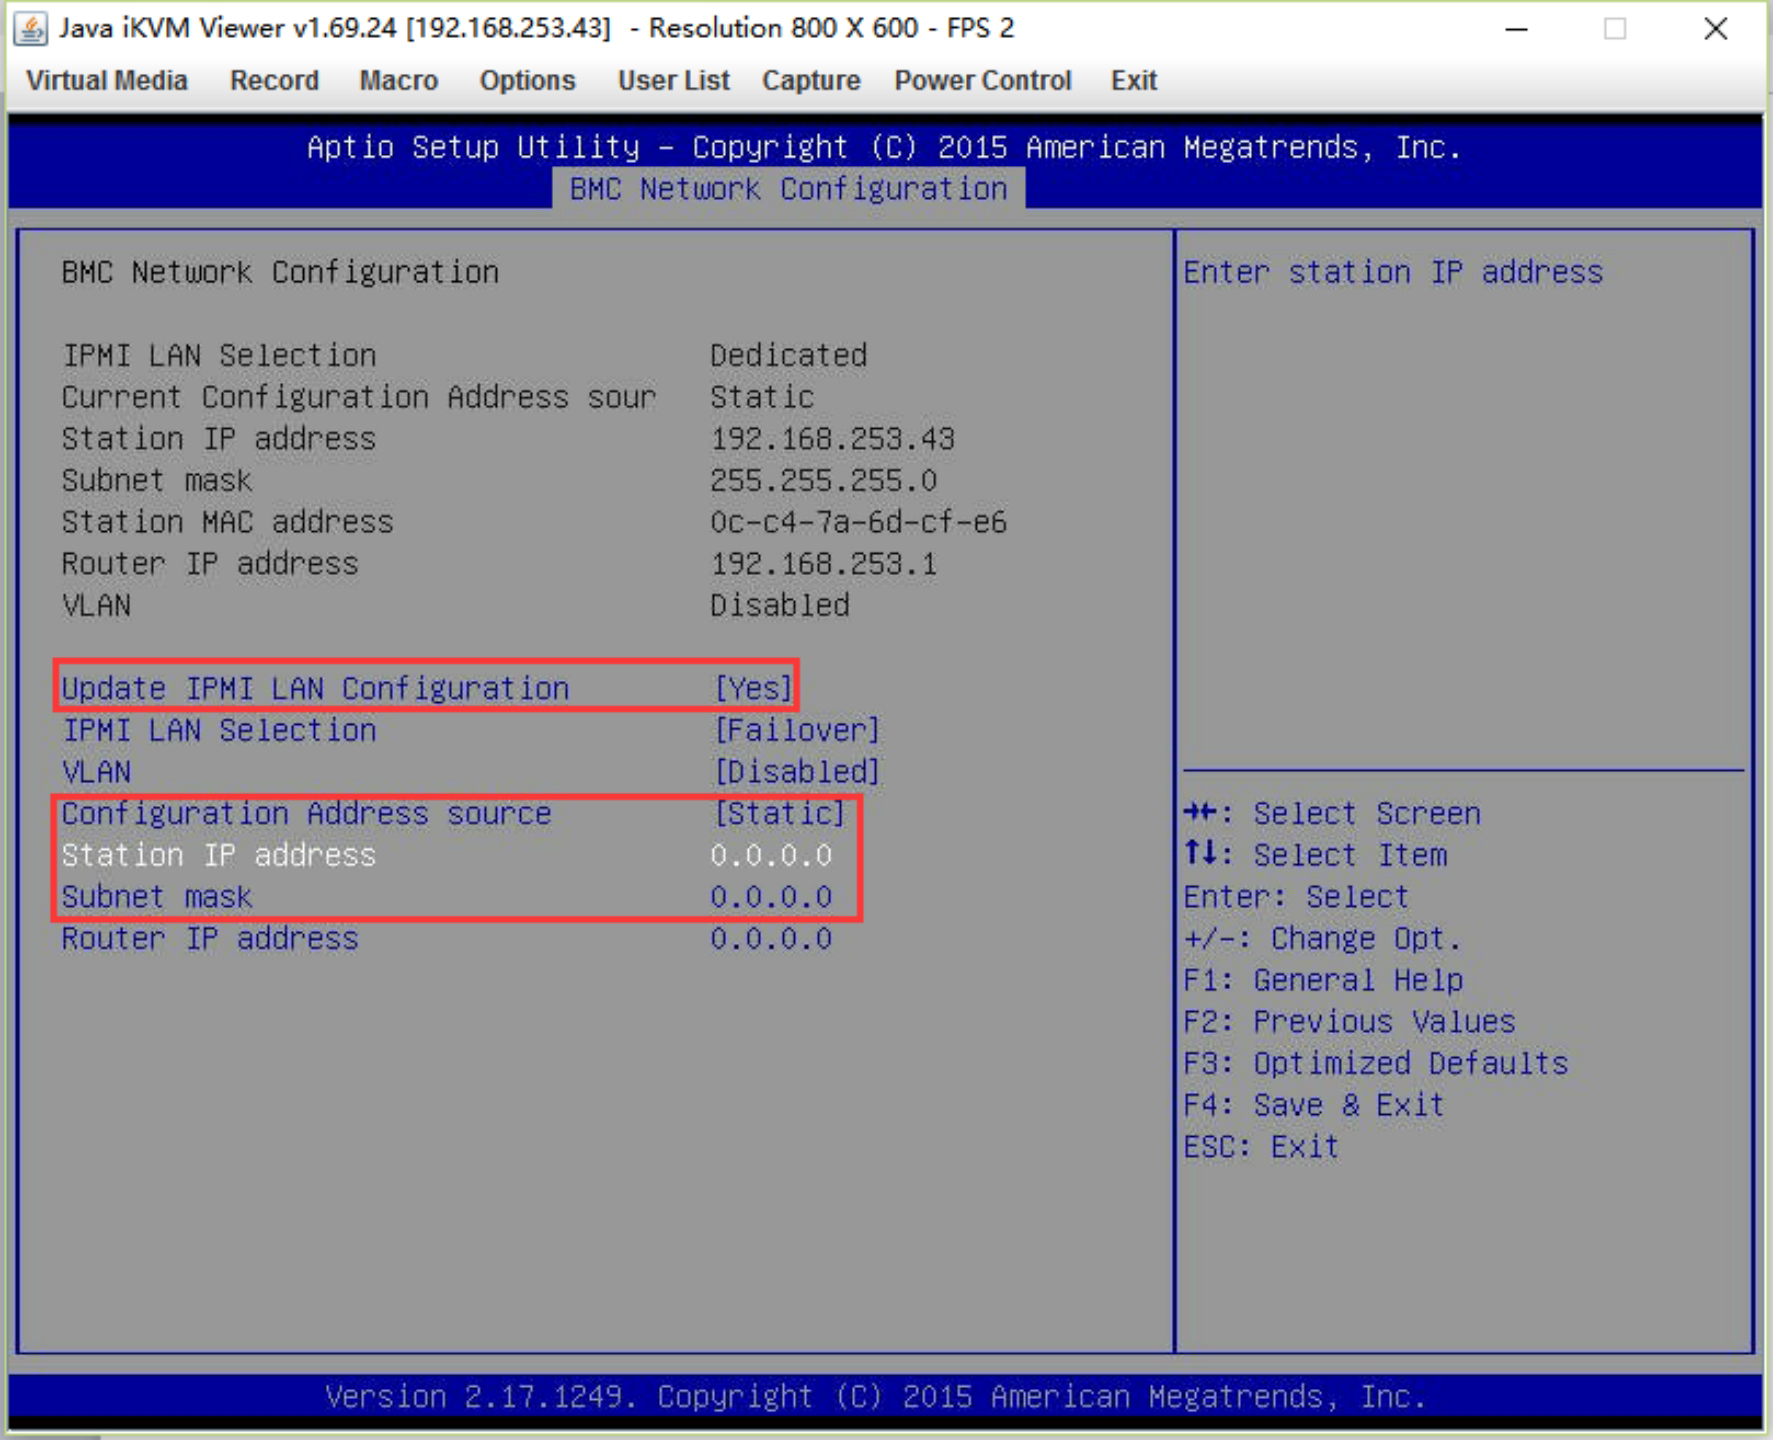 Java iKVM Viewer v1.69.24 [192.168.253.43] - Resolution 800 X 600 - FPS 2
Virtual Media Record Macro Options User List Capture Power Control Exit
Aptio Setup Utility - Copyright (C) 2015 American Megatrends, Inc.
BMC Network Configuration
BMC Network Configuration
IPMI LAN Selection Dedicated
Current Configuration Address sour Static
Station IP address 192.168.253.43
Subnet mask 255.255.255.0
Station MAC address 0c-c4-7a-6d-cf-e6
Router IP address 192.168.253.1
VLAN Disabled
Update IPMI LAN Configuration [Yes]
IPMI LAN Selection [Failover]
VLAN [Disabled]
Configuration Address source [Static]
Station IP address 0.0.0.0
Subnet mask 0.0.0.0
Router IP address 0.0.0.0
Enter station IP address
→←: Select Screen
↑↓: Select Item
Enter: Select
+/-: Change Opt.
F1: General Help
F2: Previous Values
F3: Optimized Defaults
F4: Save & Exit
ESC: Exit
Version 2.17.1249. Copyright (C) 2015 American Megatrends, Inc.